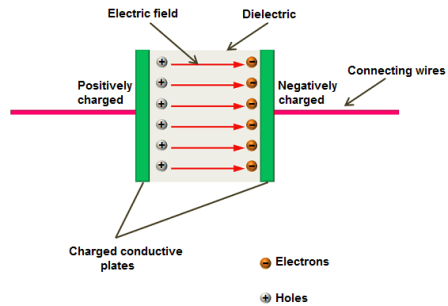 Electric field
Dielectric
Positively
charged
Negatively
charged
Connecting wires
Charged conductive
plates
Electrons
Holes